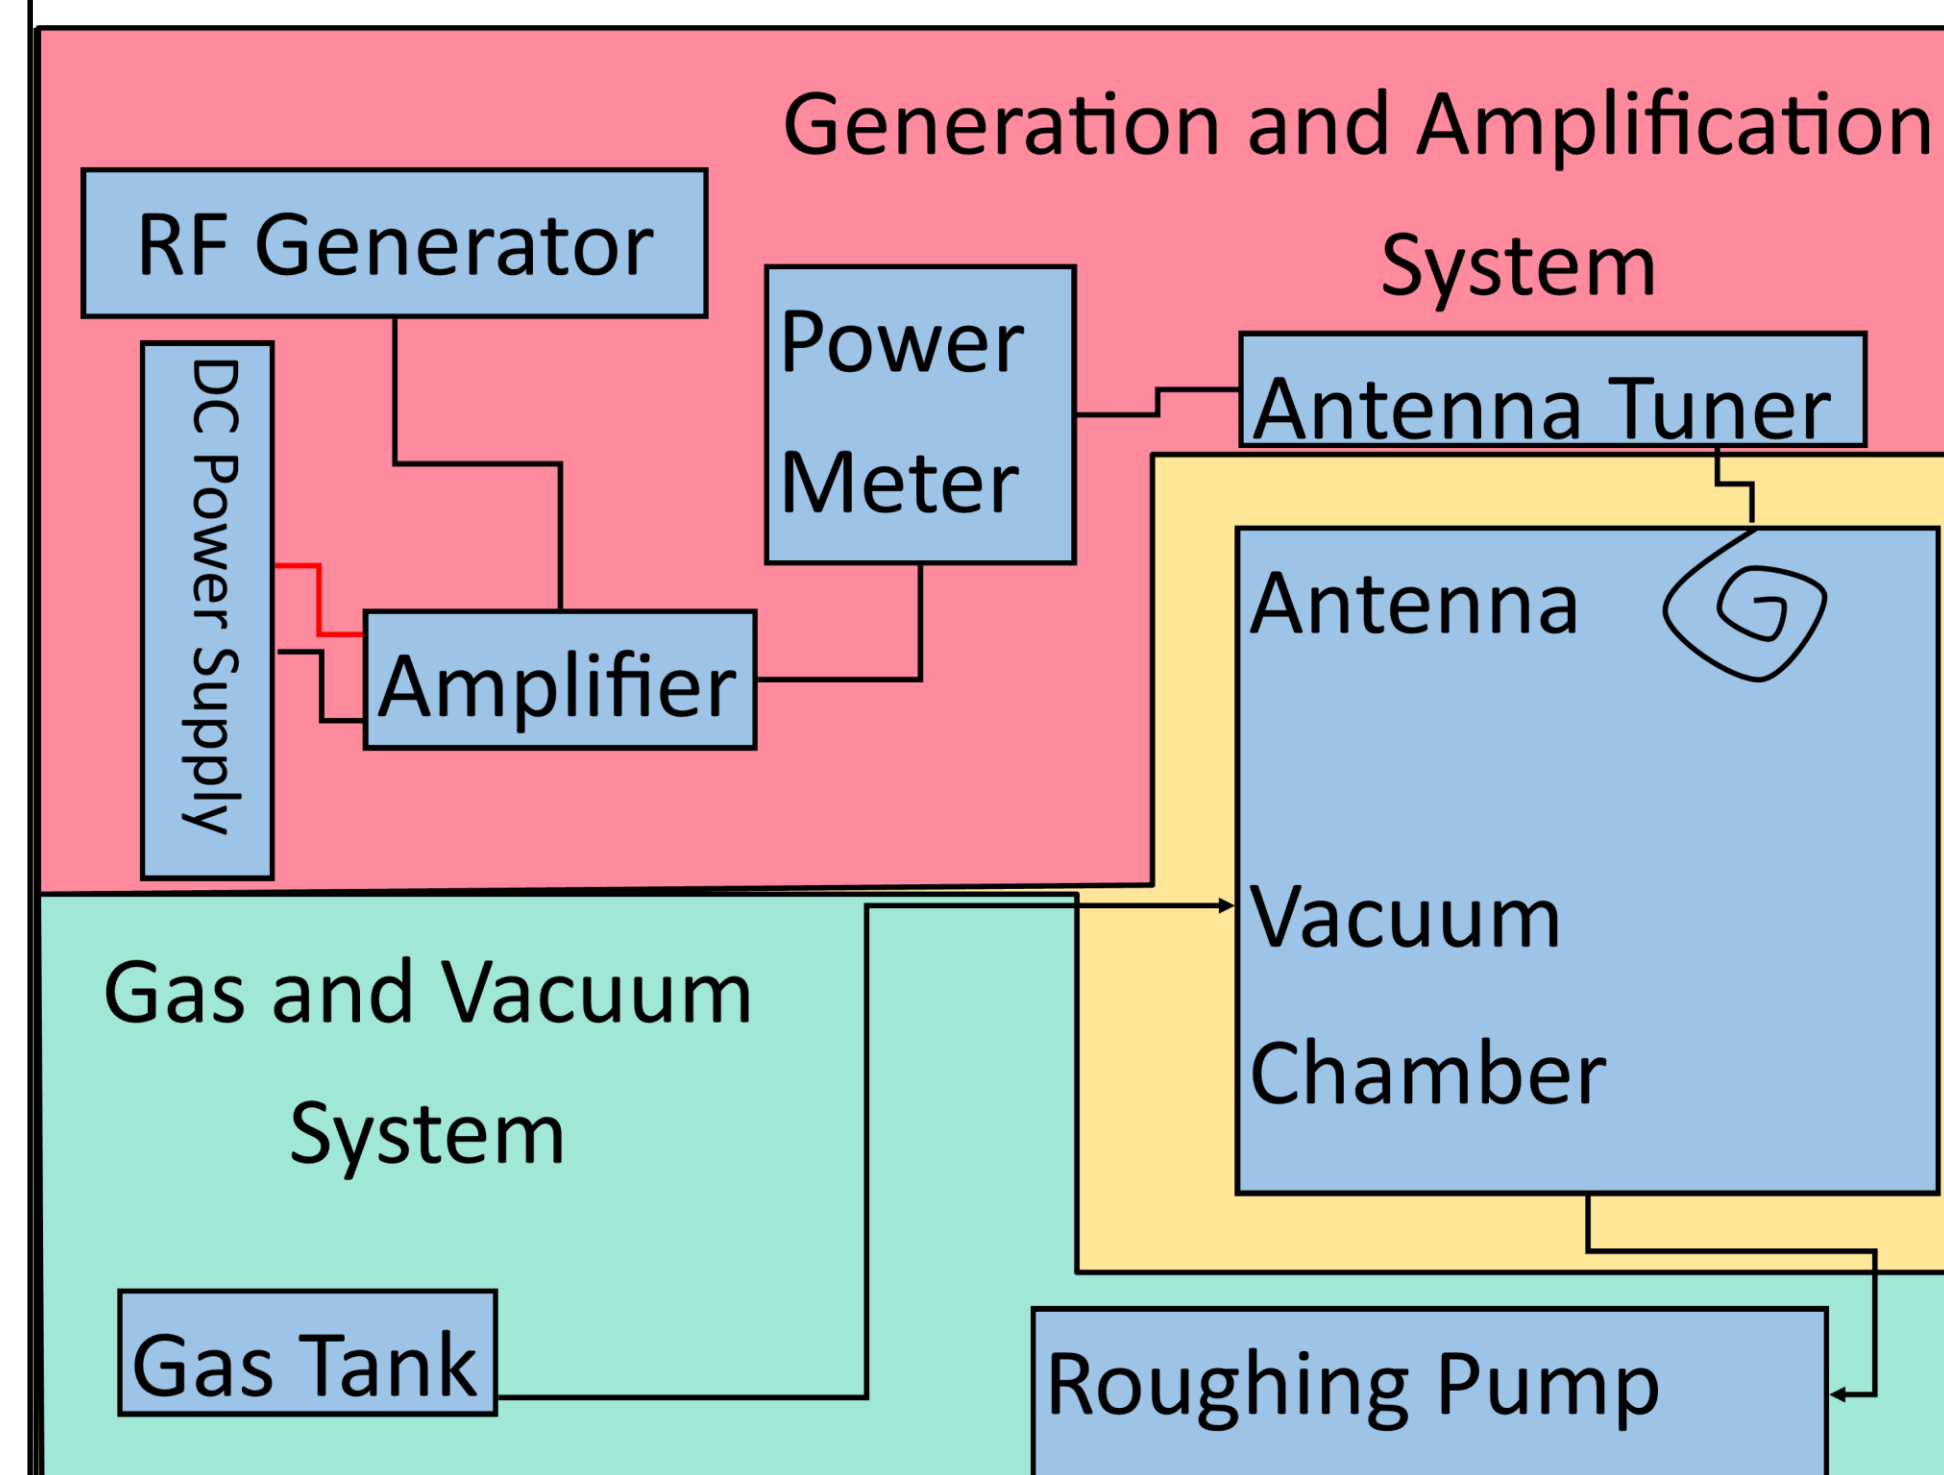 Generation and Amplification
System
RF Generator
DC Power Supply
Power
Meter
Antenna Tuner
Amplifier
Antenna
Vacuum
Chamber
Gas and Vacuum
System
Gas Tank
Roughing Pump